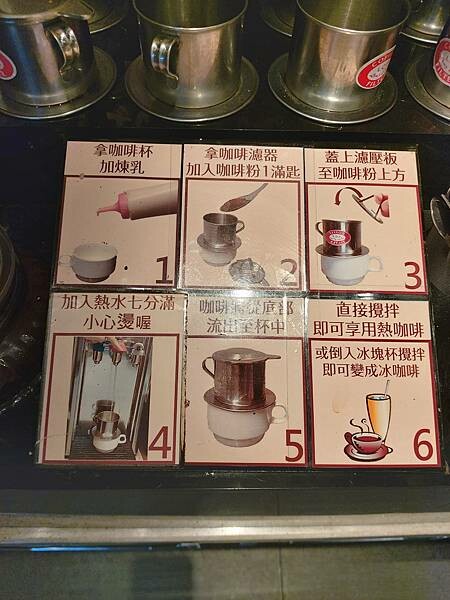 拿咖啡杯
加煉乳
1
拿咖啡濾器
加入咖啡粉1滿匙
2
蓋上濾壓板
至咖啡粉上方
3
加入熱水七分滿
小心燙喔
4
咖啡 從底部
流出至杯中
5
直接攪拌
即可享用熱咖啡
或倒入冰塊杯攪拌
即可變成冰咖啡
6